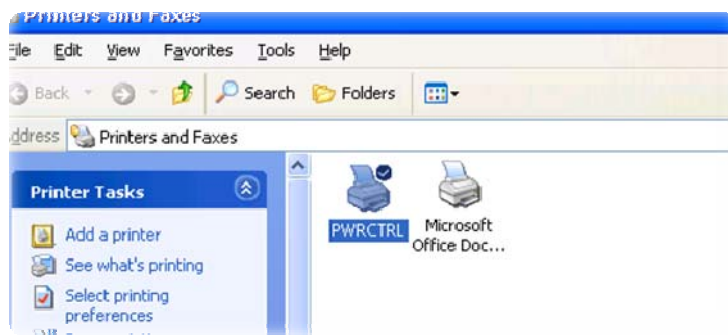 Printers and Faxes
File Edit View Favorites Tools Help
Back Search Folders
Address Printers and Faxes
Printer Tasks
Add a printer
See what's printing
Select printing
preferences
PWRCTRL
Microsoft
Office Doc...